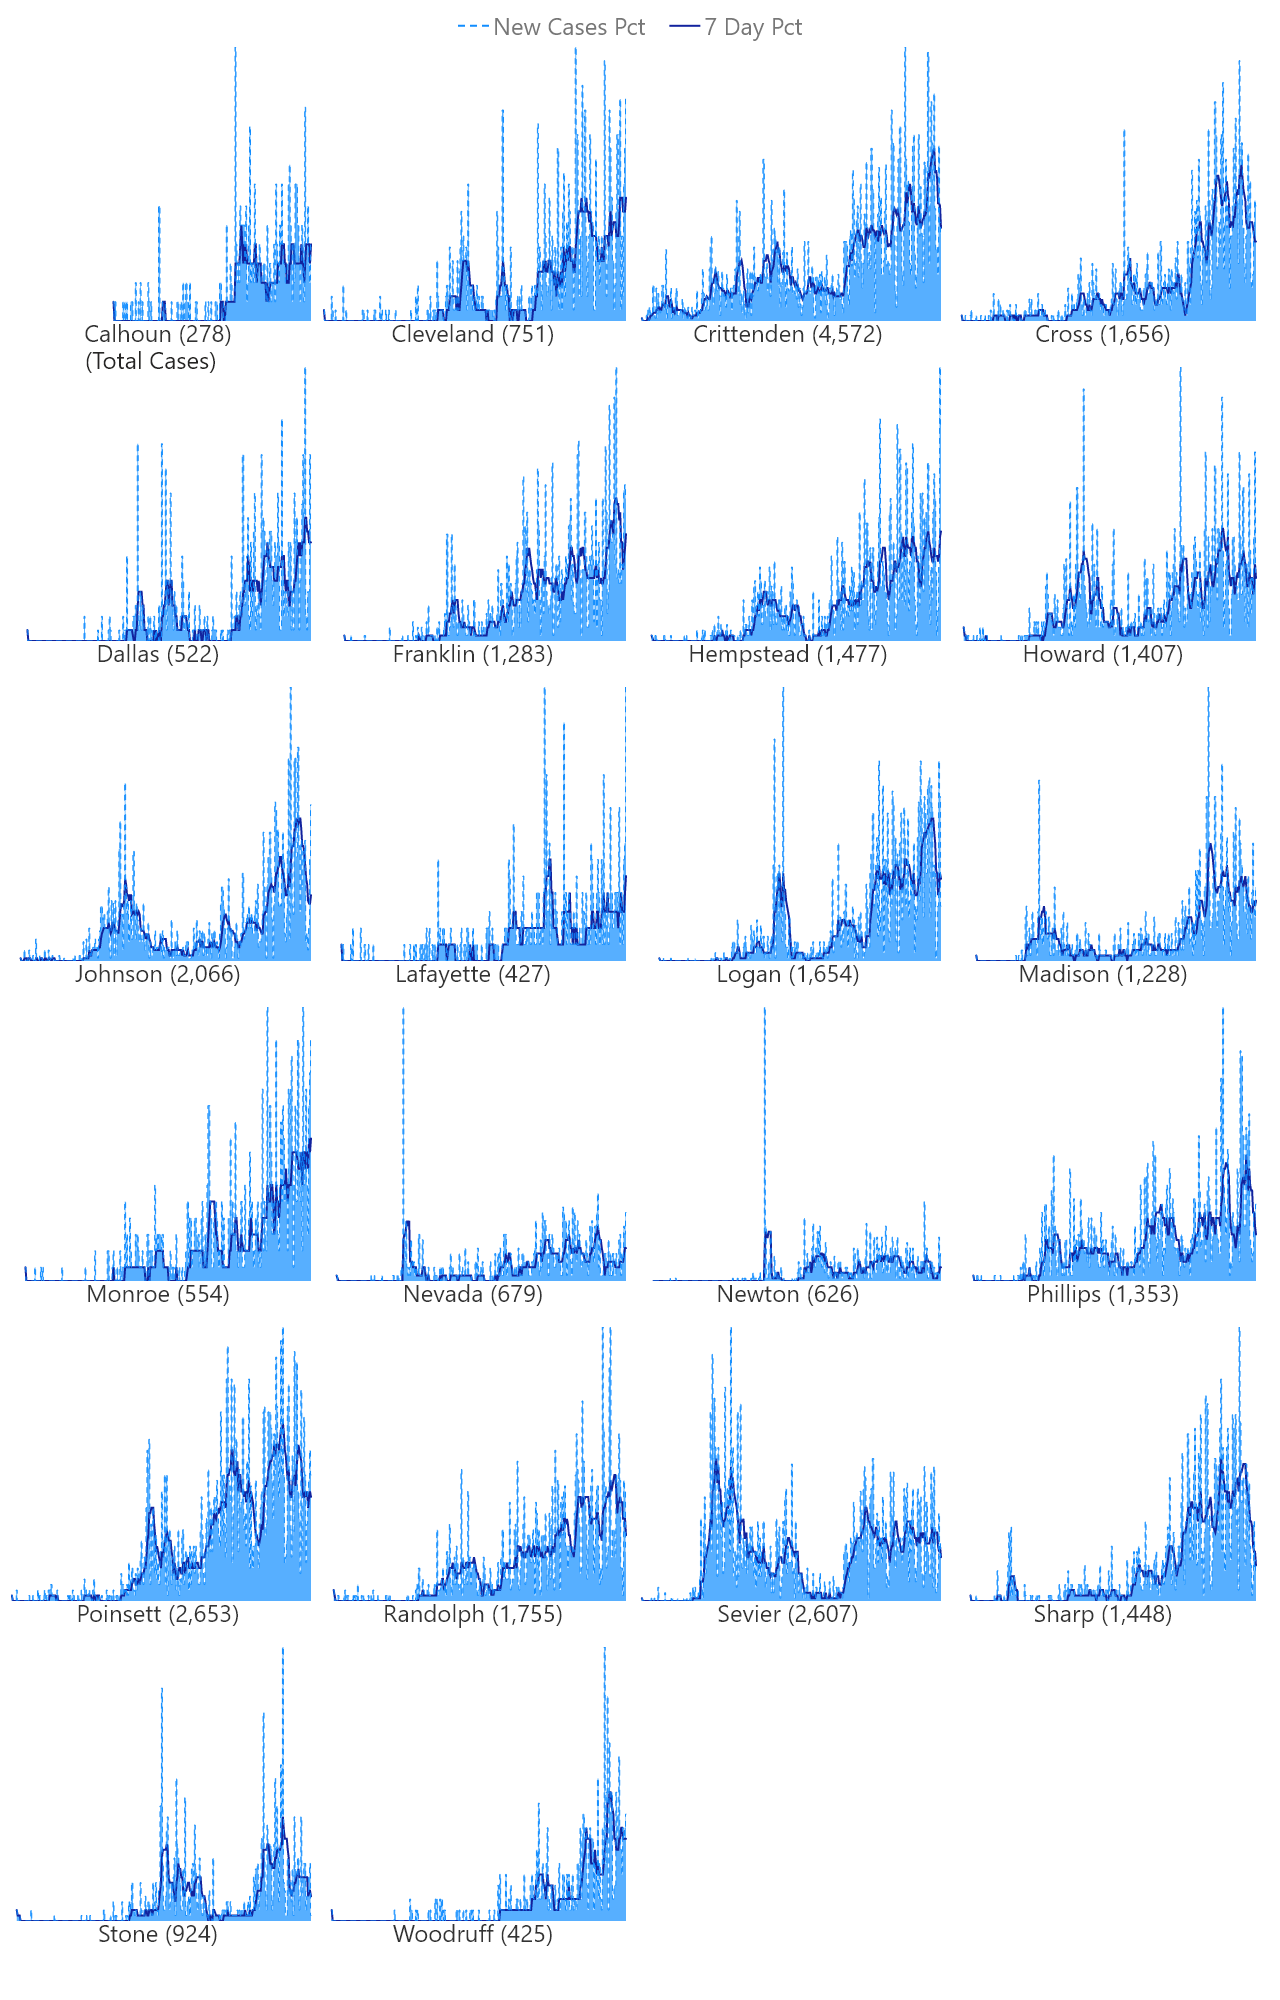 New Cases Pct 7 Day Pct
Calhoun (278) Cleveland (751) Crittenden (4,572) Cross (1,656)
(Total Cases)
Dallas (522) Franklin (1,283) Hempstead (1,477) Howard (1,407)
Johnson (2,066) Lafayette (427) Logan (1,654) Madison (1,228)
Monroe (554) Nevada (679) Newton (626) Phillips (1,353)
Poinsett (2,653) Randolph (1,755) Sevier (2,607) Sharp (1,448)
Stone (924) Woodruff (425)